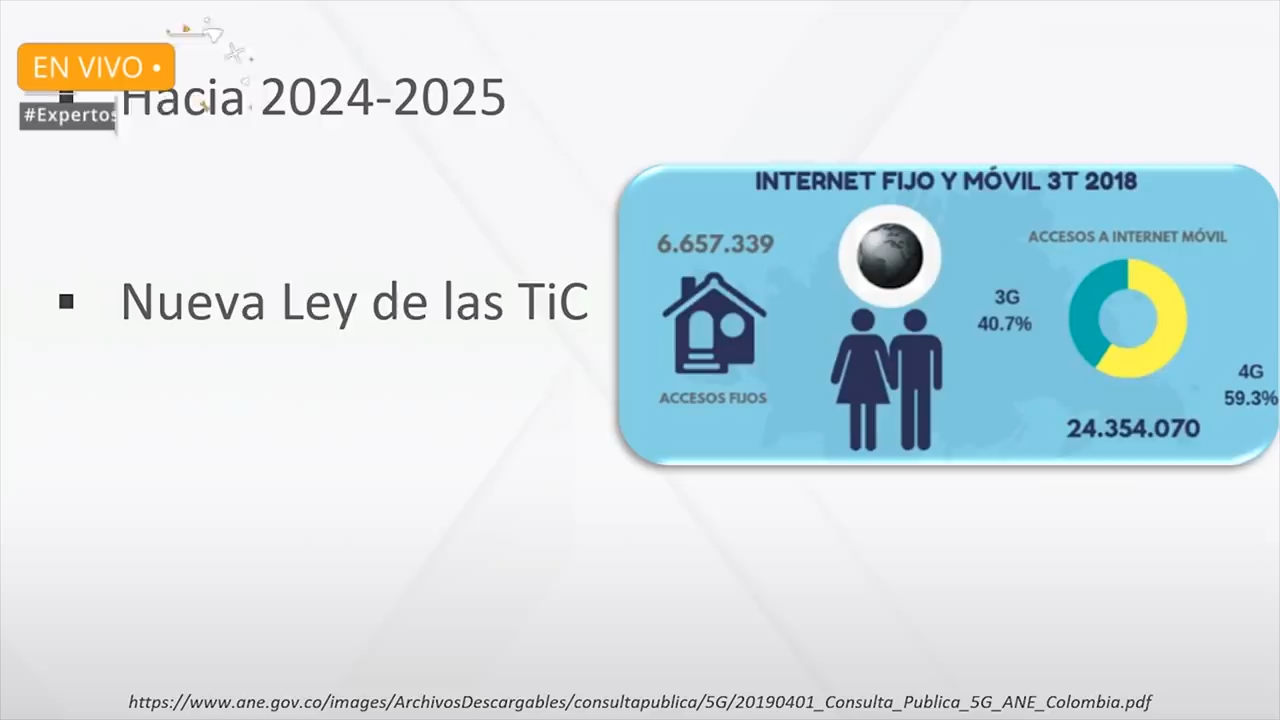 EN VIVO •
#Expertos
Hacia 2024-2025
Nueva Ley de las TiC
INTERNET FIJO Y MÓVIL 3T 2018
6.657.339
ACCESOS FIJOS
ACCESOS A INTERNET MÓVIL
3G
40.7%
4G
59.3%
24.354.070
https://www.ane.gov.co/images/ArchivosDescargables/consultapublica/5G/20190401_Consulta_Publica_5G_ANE_Colombia.pdf